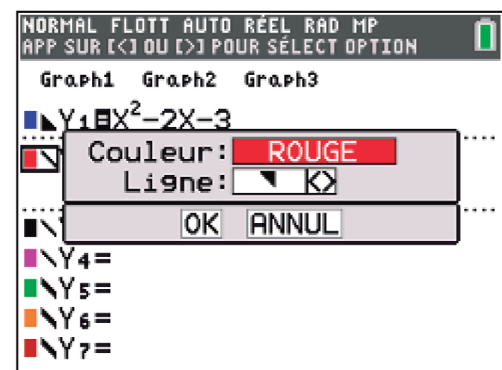 NORMAL FLOTT AUTO RÉEL RAD MP
APP SUR [<] OU [>] POUR SÉLECT OPTION
Graph1 Graph2 Graph3
Y1=X²-2X-3
Couleur: ROUGE
Ligne:
OK ANNUL
Y4=
Y5=
Y6=
Y7=